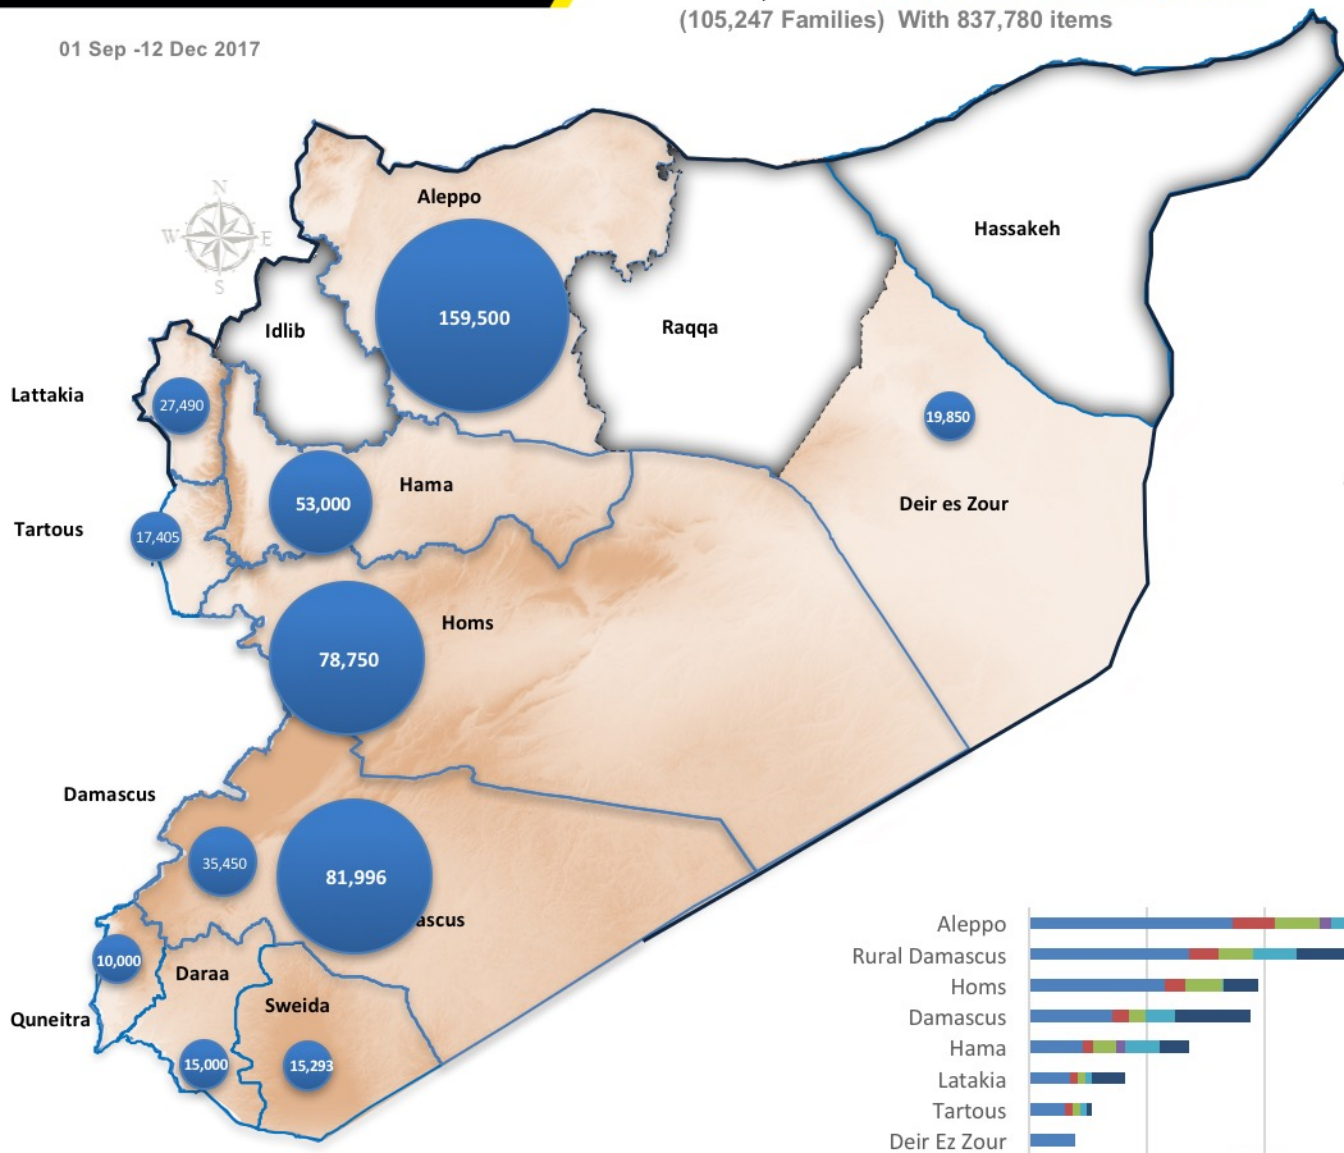 (105,247 Families) With 837,780 items
01 Sep -12 Dec 2017
N
W E
S
Aleppo
159,500
Hassakeh
Idlib
Raqqa
Lattakia
27,490
19,850
Hama
53,000
Deir es Zour
Tartous
17,405
Homs
78,750
Damascus
35,450
81,996
ascus
10,000
Daraa
Sweida
Quneitra
15,000
15,293
Aleppo
Rural Damascus
Homs
Damascus
Hama
Latakia
Tartous
Deir Ez Zour